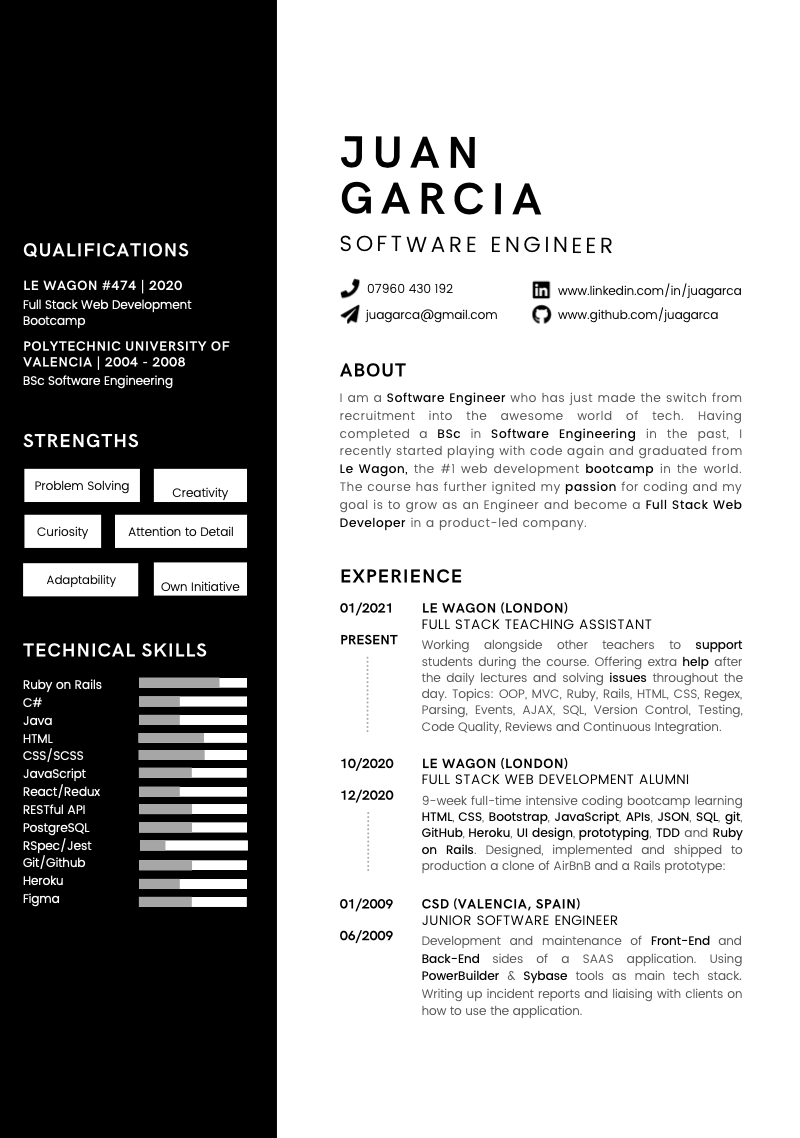 JUAN
GARCIA
SOFTWARE ENGINEER
07960 430 192
www.linkedin.com/in/juagarca
juagarca@gmail.com
www.github.com/juagarca
QUALIFICATIONS
LE WAGON #474 | 2020
Full Stack Web Development
Bootcamp
POLYTECHNIC UNIVERSITY OF
VALENCIA | 2004 - 2008
BSc Software Engineering
STRENGTHS
Problem Solving
Creativity
Curiosity
Attention to Detail
Adaptability
Own Initiative
TECHNICAL SKILLS
Ruby on Rails
C#
Java
HTML
CSS/SCSS
JavaScript
React/Redux
RESTful API
PostgreSQL
RSpec/Jest
Git/Github
Heroku
Figma
ABOUT
I am a Software Engineer who has just made the switch from
recruitment into the awesome world of tech. Having
completed a BSc in Software Engineering in the past, I
recently started playing with code again and graduated from
Le Wagon, the #1 web development bootcamp in the world.
The course has further ignited my passion for coding and my
goal is to grow as an Engineer and become a Full Stack Web
Developer in a product-led company.
EXPERIENCE
01/2021
PRESENT
LE WAGON (LONDON)
FULL STACK TEACHING ASSISTANT
Working alongside other teachers to support
students during the course. Offering extra help after
the daily lectures and solving issues throughout the
day. Topics: OOP, MVC, Ruby, Rails, HTML, CSS, Regex,
Parsing, Events, AJAX, SQL, Version Control, Testing,
Code Quality, Reviews and Continuous Integration.
10/2020
12/2020
LE WAGON (LONDON)
FULL STACK WEB DEVELOPMENT ALUMNI
9-week full-time intensive coding bootcamp learning
HTML, CSS, Bootstrap, JavaScript, APIs, JSON, SQL, git,
GitHub, Heroku, UI design, prototyping, TDD and Ruby
on Rails. Designed, implemented and shipped to
production a clone of AirBnB and a Rails prototype:
01/2009
06/2009
CSD (VALENCIA, SPAIN)
JUNIOR SOFTWARE ENGINEER
Development and maintenance of Front-End and
Back-End sides of a SAAS application. Using
PowerBuilder & Sybase tools as main tech stack.
Writing up incident reports and liaising with clients on
how to use the application.